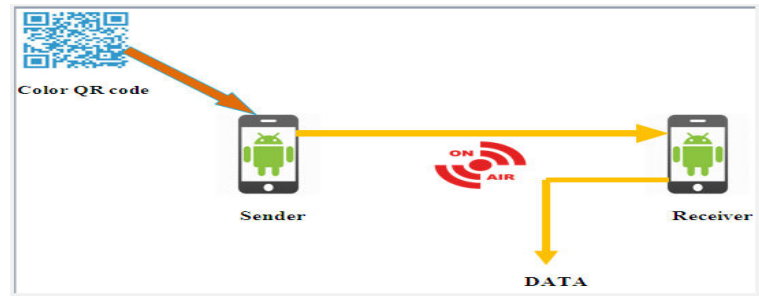 Color QR code
ON
AIR
Sender
Receiver
DATA